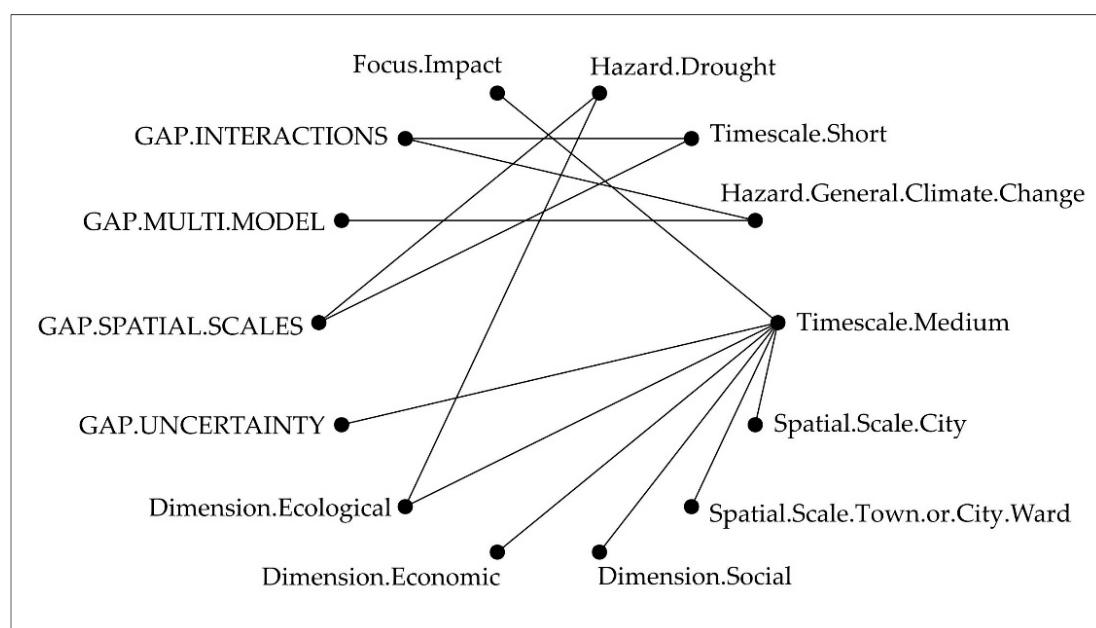 Focus.Impact
Hazard.Drought
GAP.INTERACTIONS
Timescale.Short
Hazard.General.Climate.Change
GAP.MULTI.MODEL
GAP.SPATIAL.SCALES
Timescale.Medium
GAP.UNCERTAINTY
Spatial.Scale.City
Dimension.Ecological
Spatial.Scale.Town.or.City.Ward
Dimension.Economic
Dimension.Social